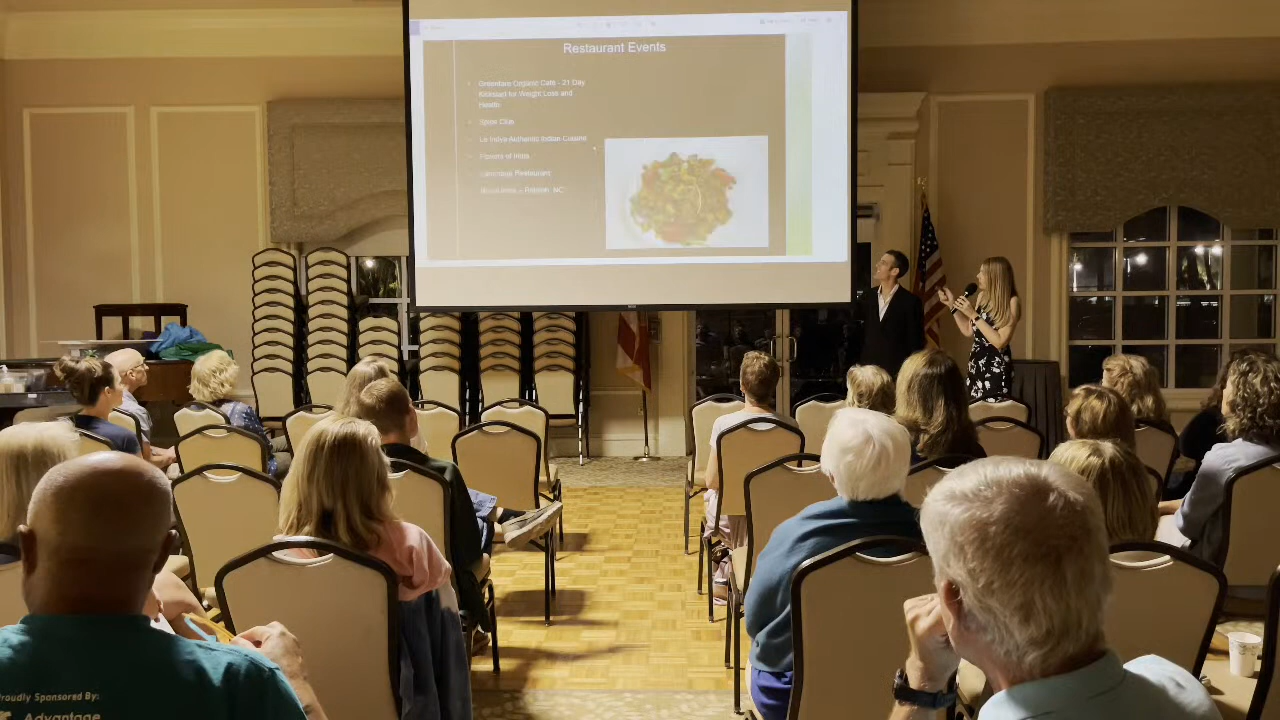 Restaurant Events
Greenfare Organic Cafe - 21 Day
Kickstart for Weight Loss and
Health
Spice Club
Le Indya Authentic Indian Cuisine
Flavors of India
Restaurant
Proudly Sponsored By:
Advantage